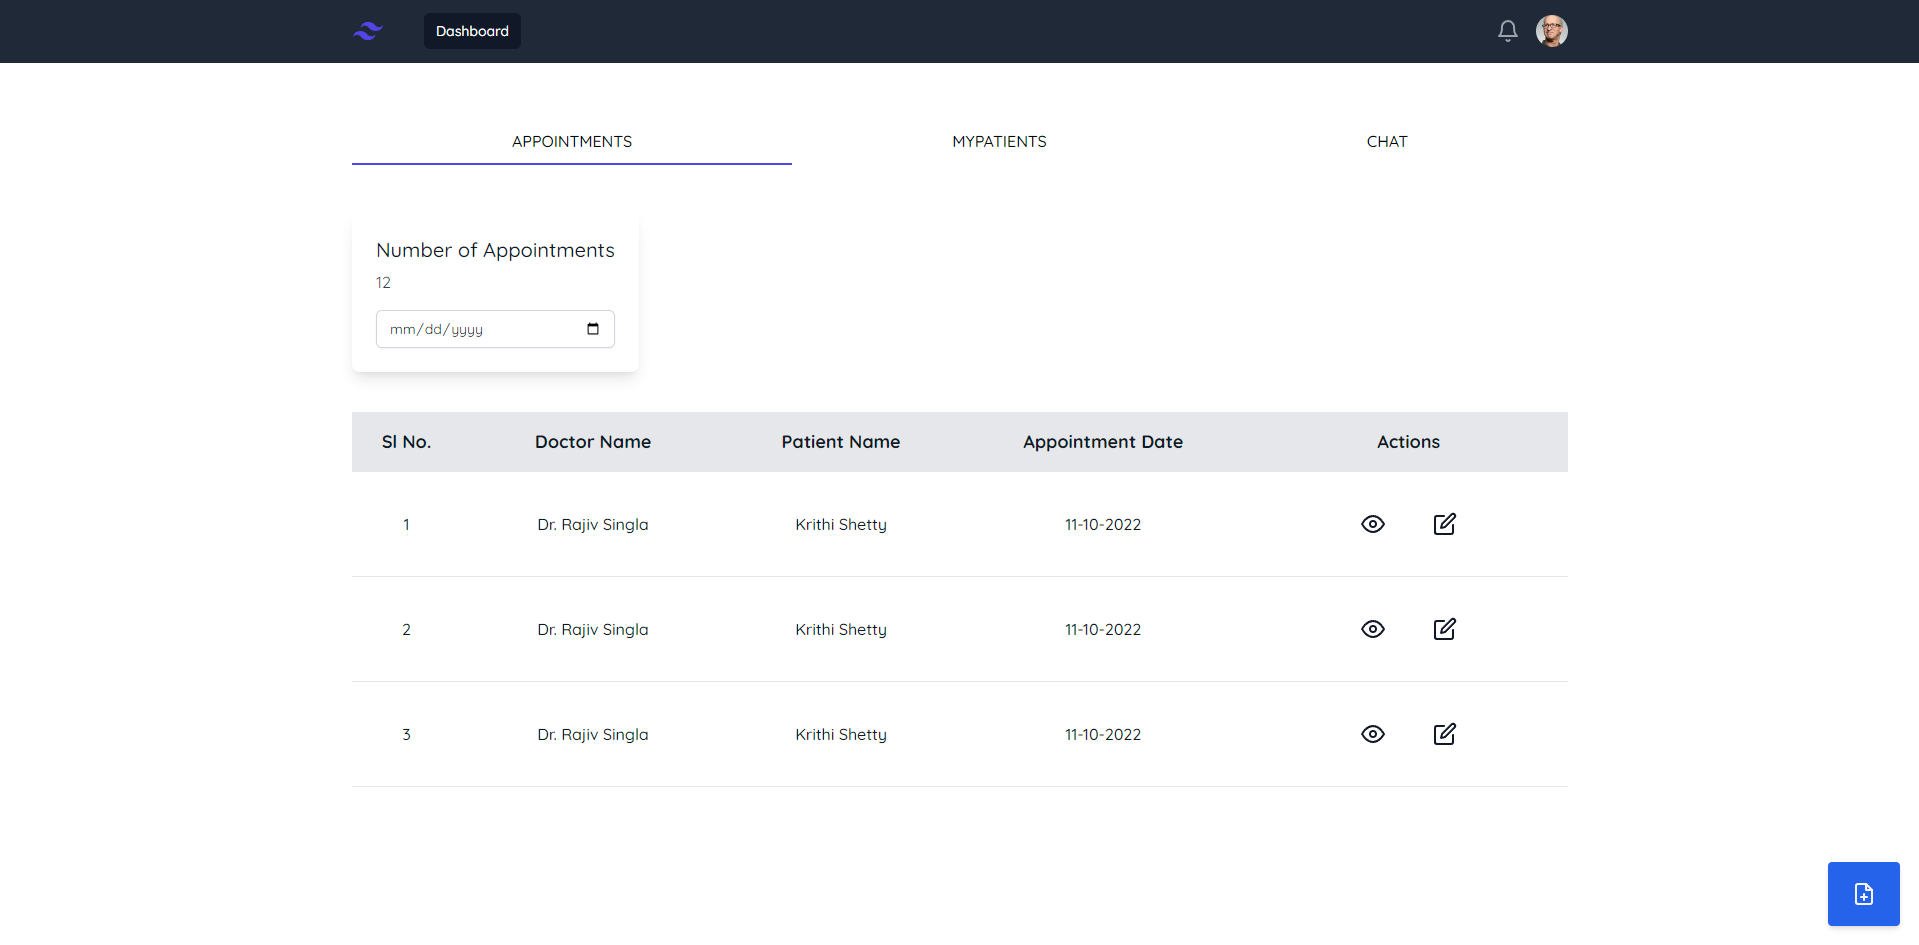 Dashboard
APPOINTMENTS MYPATIENTS CHAT
Number of Appointments
12
mm/dd/yyyy
Sl No. Doctor Name Patient Name Appointment Date Actions
1 Dr. Rajiv Singla Krithi Shetty 11-10-2022
2 Dr. Rajiv Singla Krithi Shetty 11-10-2022
3 Dr. Rajiv Singla Krithi Shetty 11-10-2022